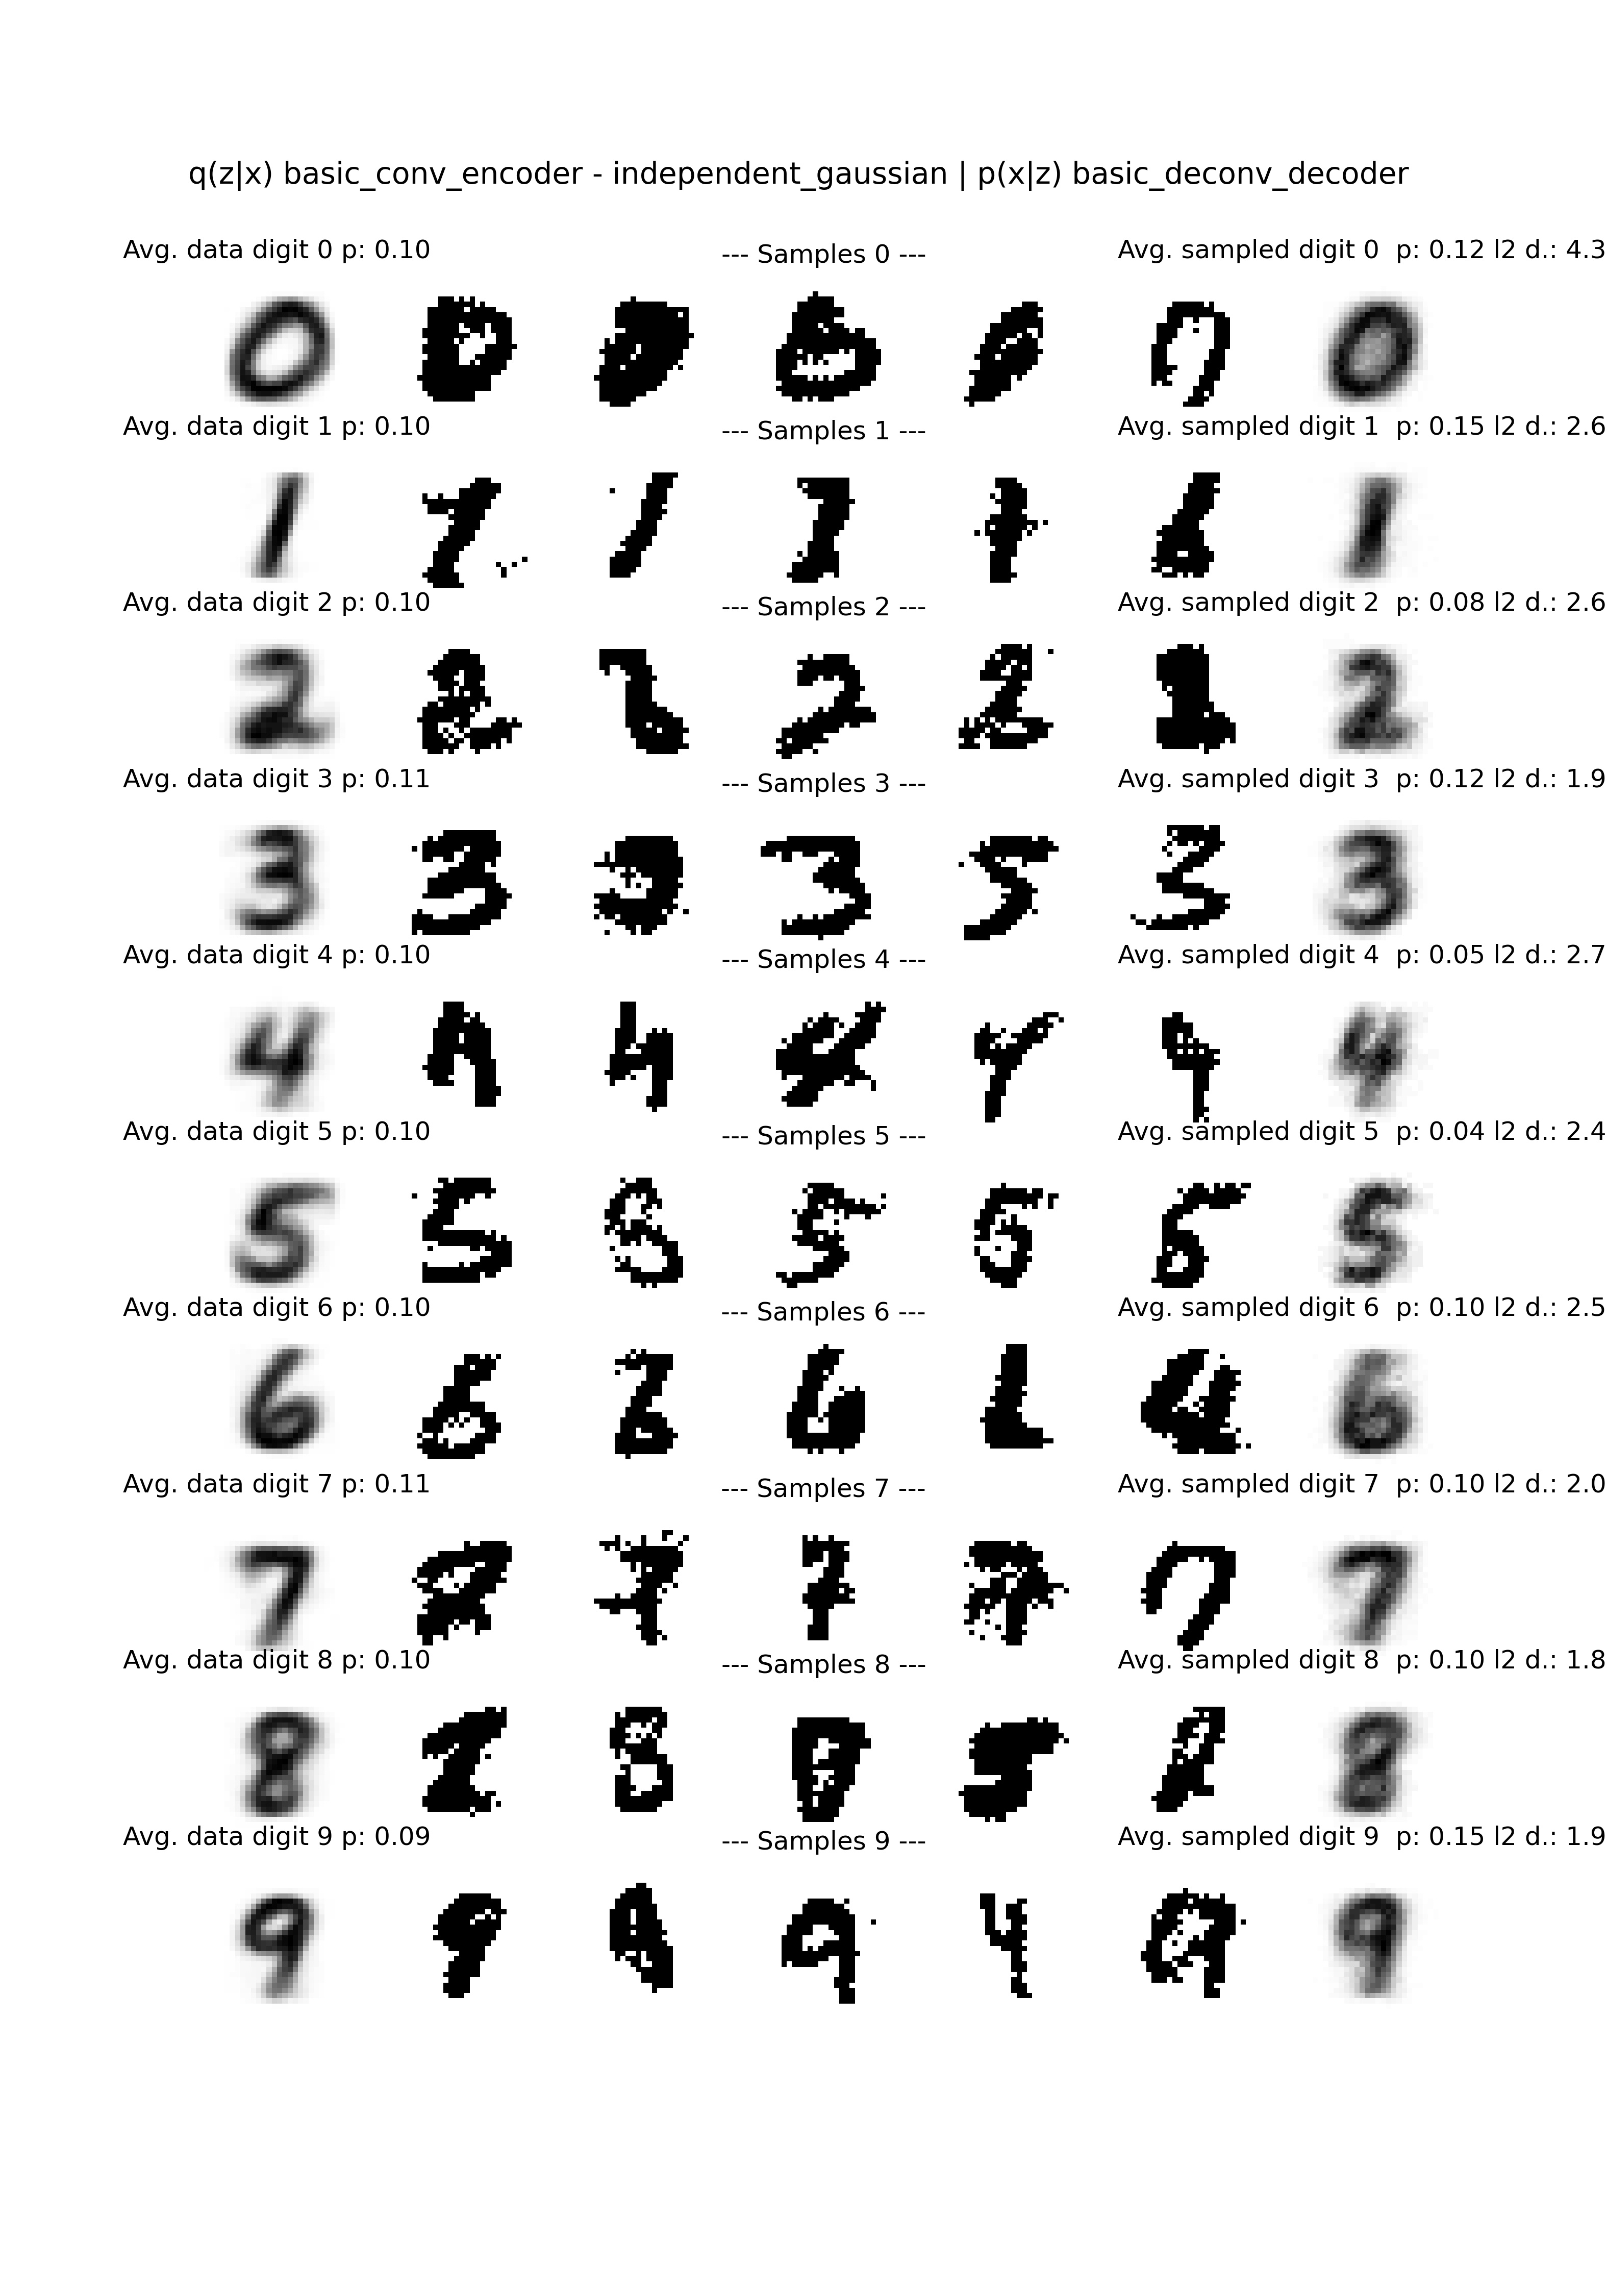 q(z|x) basic_conv_encoder - independent_gaussian | p(x|z) basic_deconv_decoder
Avg. data digit 0 p: 0.10 --- Samples 0 --- Avg. sampled digit 0 p: 0.12 l2 d.: 4.3
Avg. data digit 1 p: 0.10 --- Samples 1 --- Avg. sampled digit 1 p: 0.15 l2 d.: 2.6
Avg. data digit 2 p: 0.10 --- Samples 2 --- Avg. sampled digit 2 p: 0.08 l2 d.: 2.6
Avg. data digit 3 p: 0.11 --- Samples 3 --- Avg. sampled digit 3 p: 0.12 l2 d.: 1.9
Avg. data digit 4 p: 0.10 --- Samples 4 --- Avg. sampled digit 4 p: 0.05 l2 d.: 2.7
Avg. data digit 5 p: 0.10 --- Samples 5 --- Avg. sampled digit 5 p: 0.04 l2 d.: 2.4
Avg. data digit 6 p: 0.10 --- Samples 6 --- Avg. sampled digit 6 p: 0.10 l2 d.: 2.5
Avg. data digit 7 p: 0.11 --- Samples 7 --- Avg. sampled digit 7 p: 0.10 l2 d.: 2.0
Avg. data digit 8 p: 0.10 --- Samples 8 --- Avg. sampled digit 8 p: 0.10 l2 d.: 1.8
Avg. data digit 9 p: 0.09 --- Samples 9 --- Avg. sampled digit 9 p: 0.15 l2 d.: 1.9